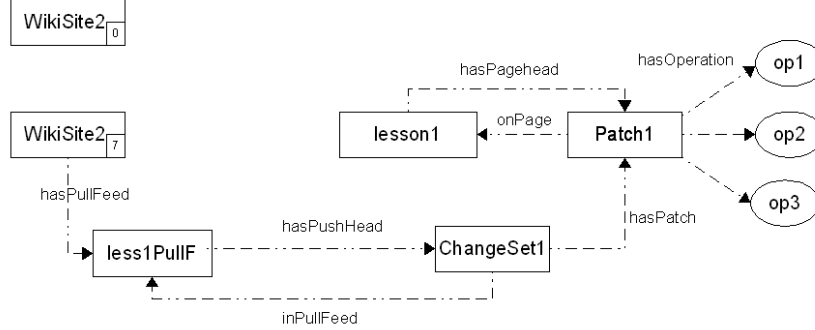 WikiSite2
0
hasPagehead
hasOperation
op1
WikiSite2
7
lesson1
onPage
Patch1
op2
hasPullFeed
op3
hasPushHead
hasPatch
less1PullF
ChangeSet1
inPullFeed